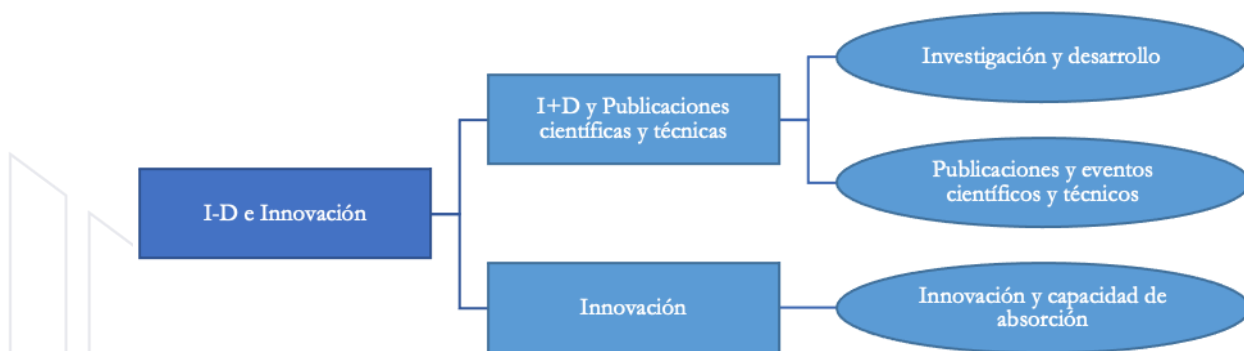 I-D e Innovación
I+D y Publicaciones
científicas y técnicas
Investigación y desarrollo
Publicaciones y eventos
científicos y técnicos
Innovación
Innovación y capacidad de
absorción